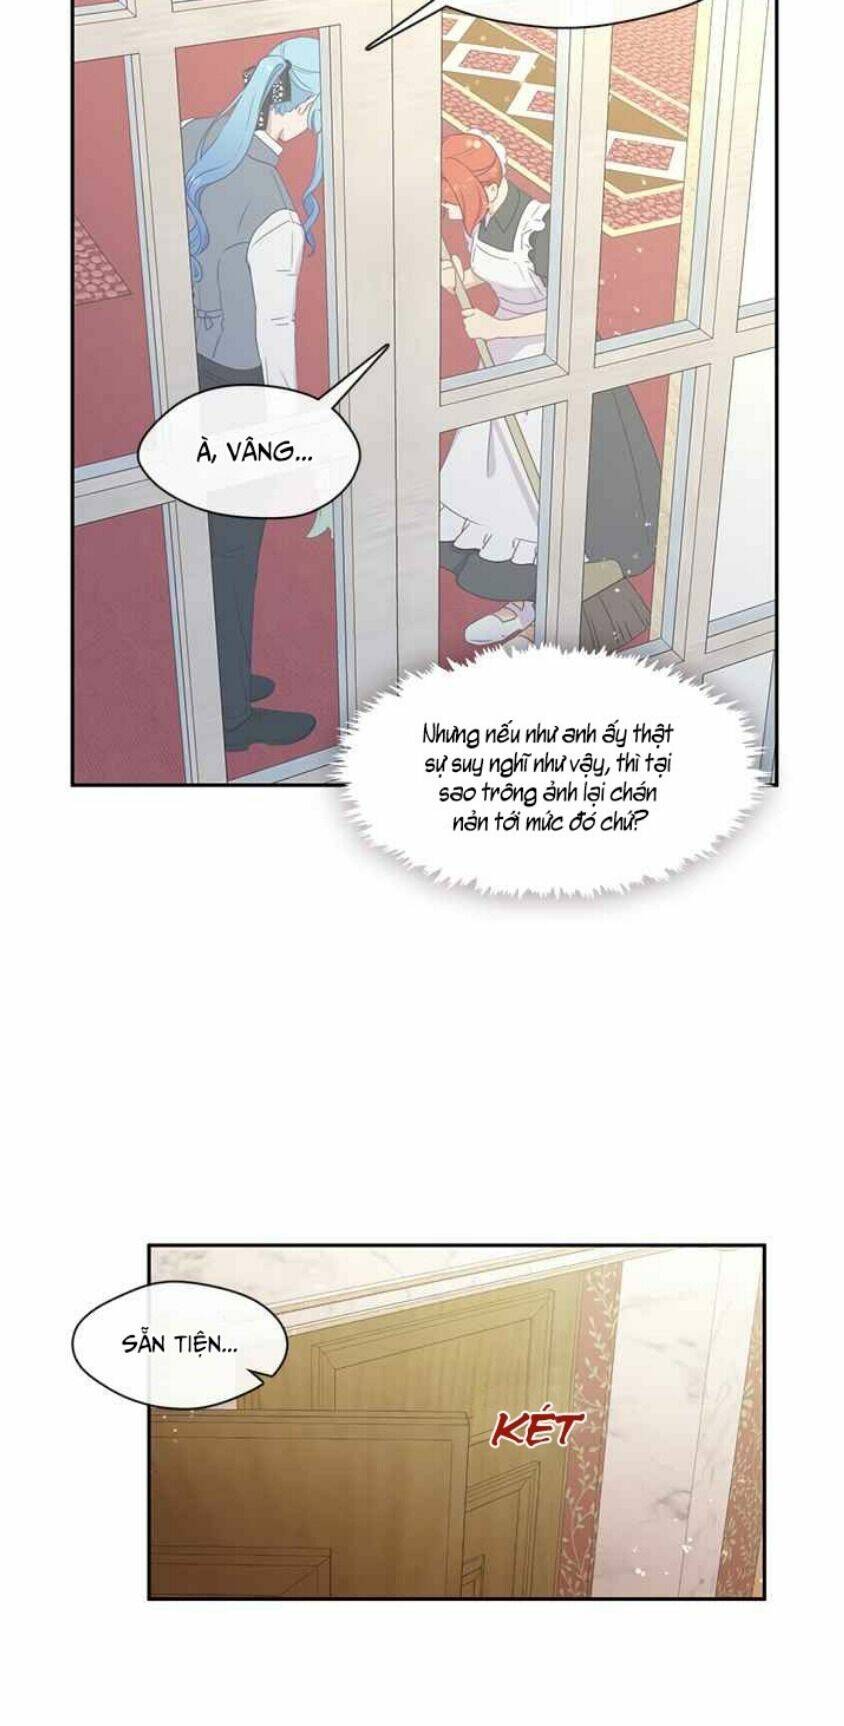 À, VÂNG...
Nhưng nếu như anh ấy thật
sự suy nghĩ như vậy, thì tại
sao trông ảnh lại chán
nản tới mức đó chứ?
SẴN TIỆN...
KÉT